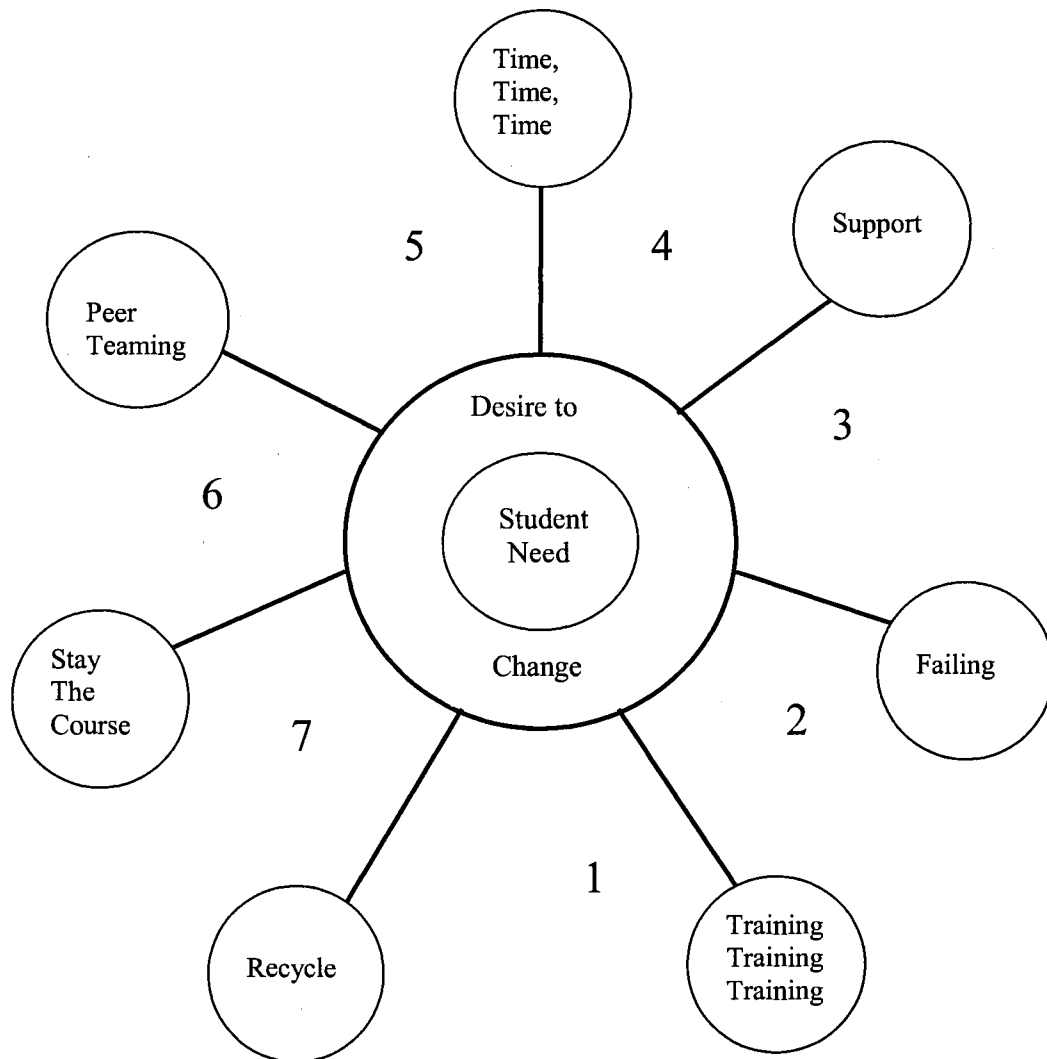 Time,
Time,
Time
Support
5
4
Peer
Teaming
Desire to
3
6
Student
Need
Change
Failing
Stay
The
Course
7
2
1
Recycle
Training
Training
Training